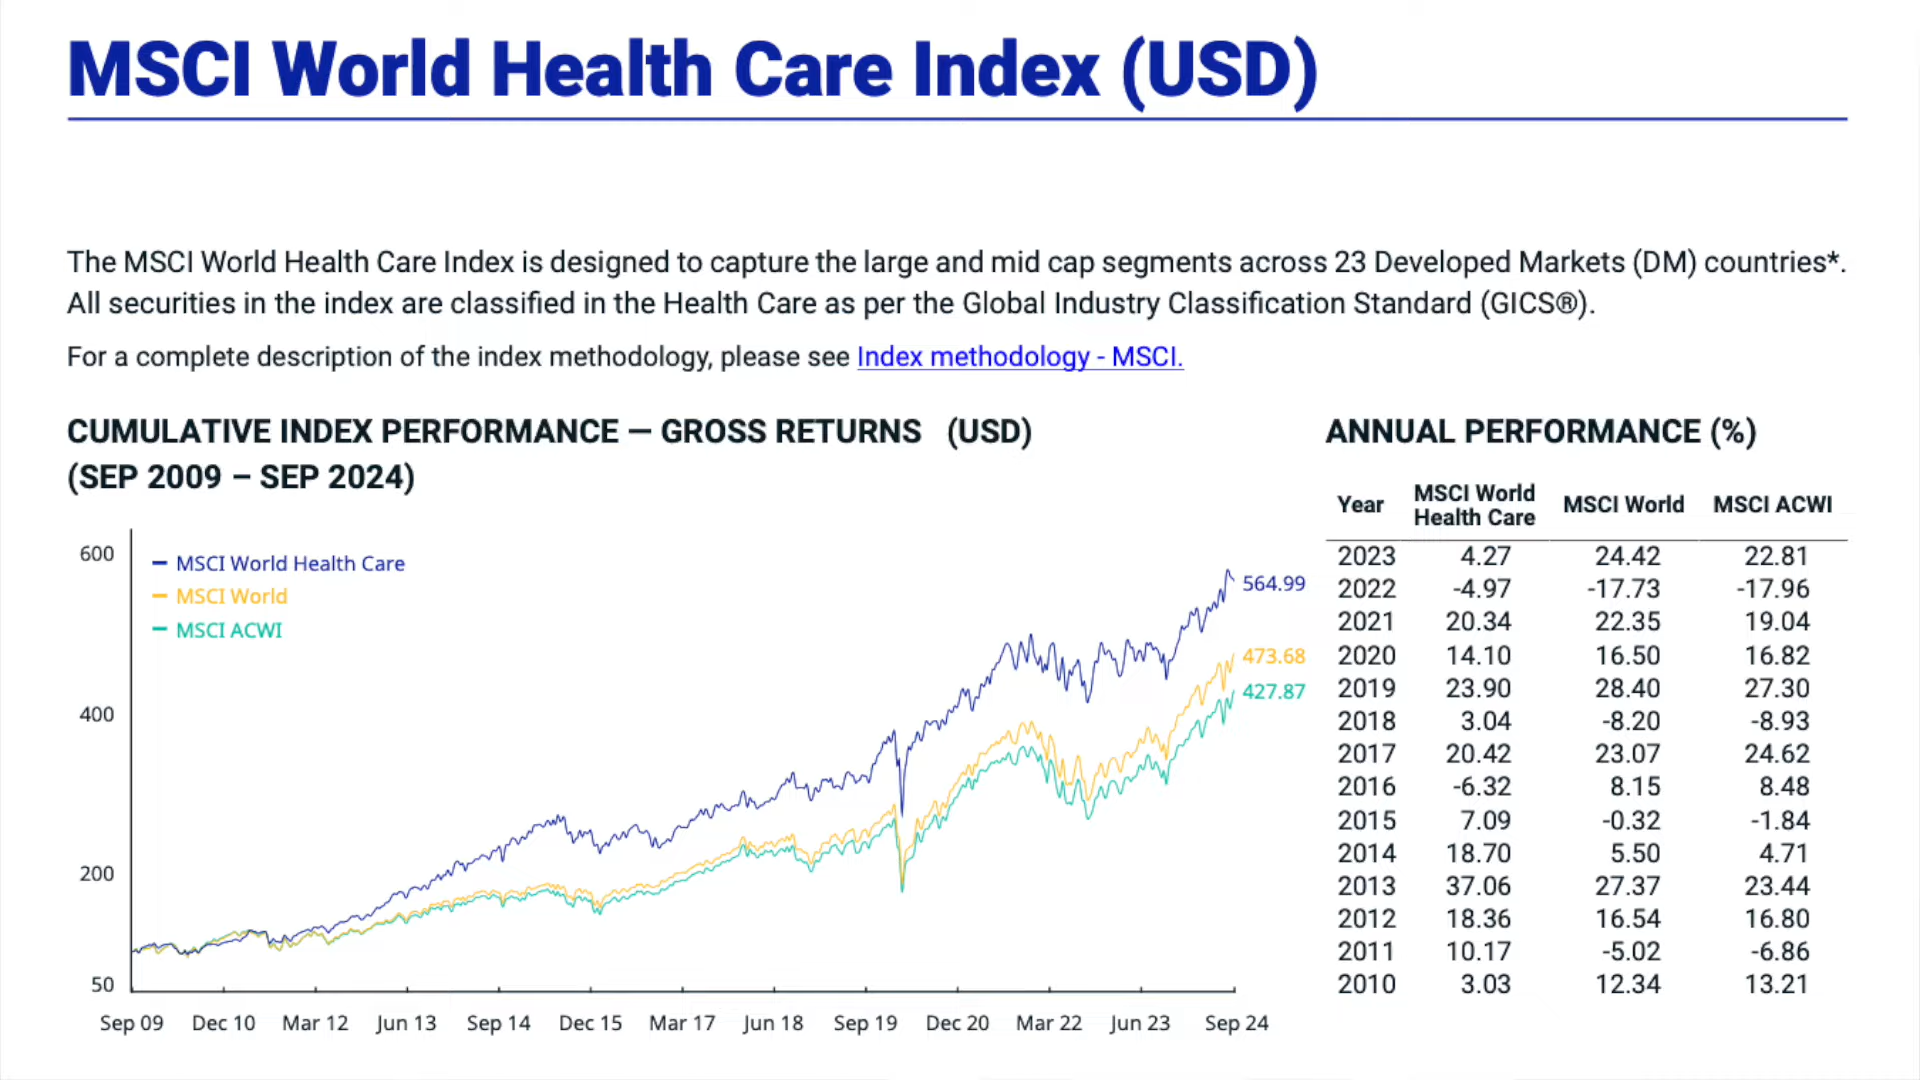 MSCI World Health Care Index (USD)
The MSCI World Health Care Index is designed to capture the large and mid cap segments across 23 Developed Markets (DM) countries*.
All securities in the index are classified in the Health Care as per the Global Industry Classification Standard (GICS®).
For a complete description of the index methodology, please see Index methodology - MSCI.
CUMULATIVE INDEX PERFORMANCE — GROSS RETURNS (USD)
(SEP 2009 – SEP 2024)
600
400
200
50
MSCI World Health Care
MSCI World
MSCI ACWI
564.99
473.68
427.87
Sep 09 Dec 10 Mar 12 Jun 13 Sep 14 Dec 15 Mar 17 Jun 18 Sep 19 Dec 20 Mar 22 Jun 23 Sep 24
ANNUAL PERFORMANCE (%)
Year MSCI World Health Care MSCI World MSCI ACWI
2023 4.27 24.42 22.81
2022 -4.97 -17.73 -17.96
2021 20.34 22.35 19.04
2020 14.10 16.50 16.82
2019 23.90 28.40 27.30
2018 3.04 -8.20 -8.93
2017 20.42 23.07 24.62
2016 -6.32 8.15 8.48
2015 7.09 -0.32 -1.84
2014 18.70 5.50 4.71
2013 37.06 27.37 23.44
2012 18.36 16.54 16.80
2011 10.17 -5.02 -6.86
2010 3.03 12.34 13.21